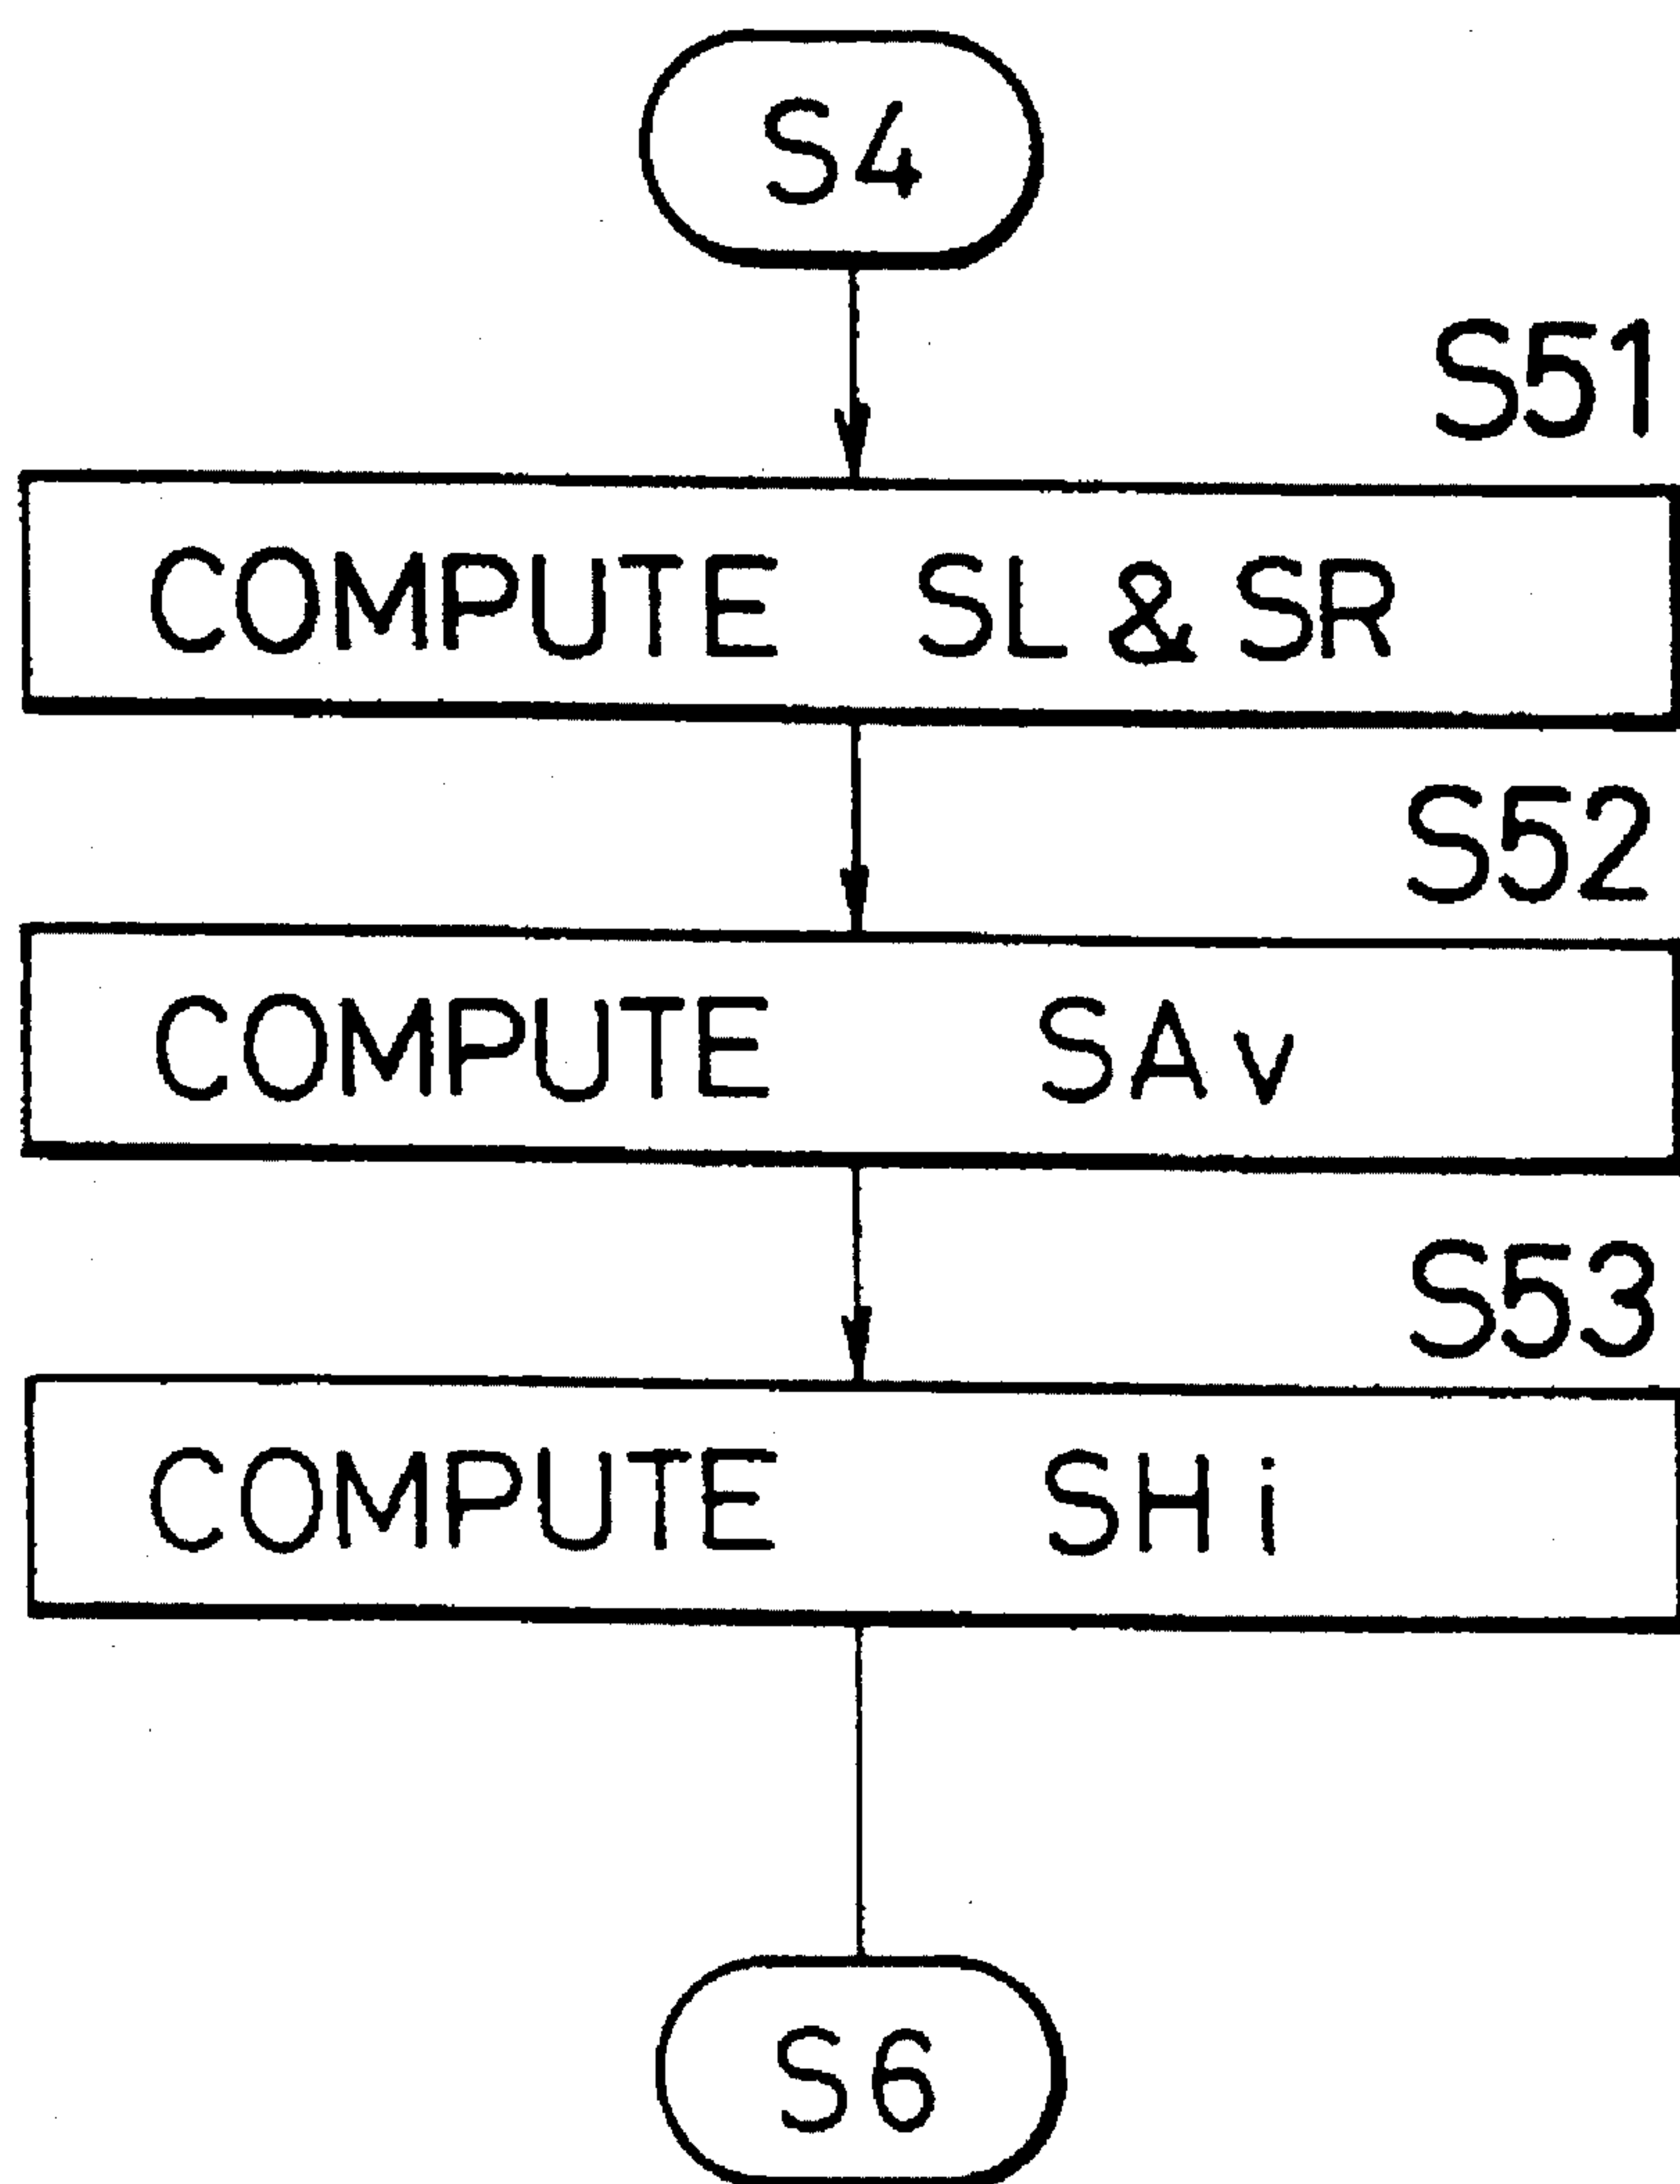 S4
S51
COMPUTE SL & SR
S52
COMPUTE SAv
S53
COMPUTE SHi
S6